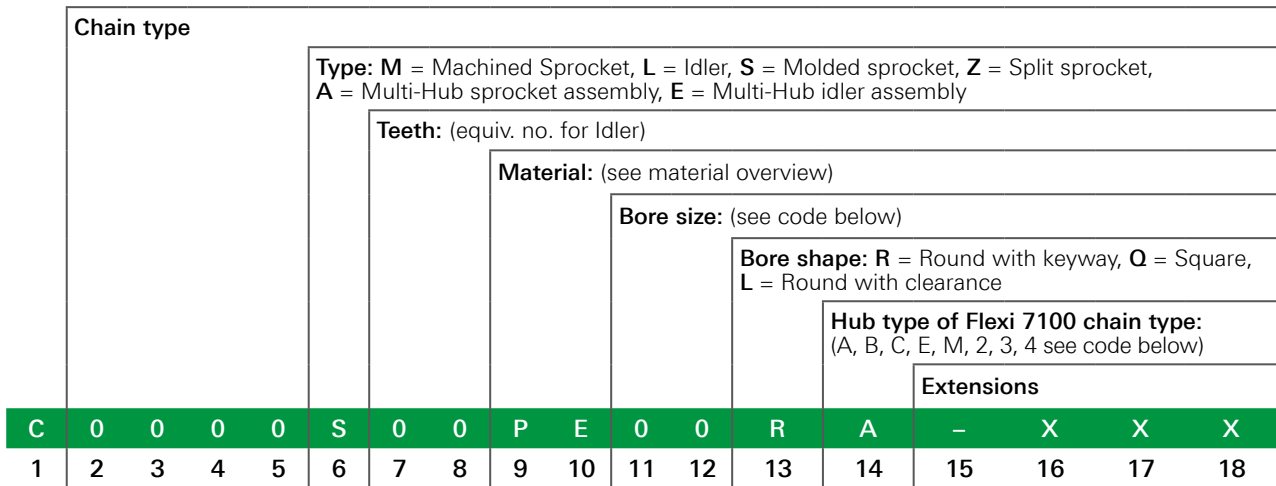 Chain type
Type: M = Machined Sprocket, L = Idler, S = Molded sprocket, Z = Split sprocket,
A = Multi-Hub sprocket assembly, E = Multi-Hub idler assembly
Teeth: (equiv. no. for Idler)
Material: (see material overview)
Bore size: (see code below)
Bore shape: R = Round with keyway, Q = Square,
L = Round with clearance
Hub type of Flexi 7100 chain type:
(A, B, C, E, M, 2, 3, 4 see code below)
Extensions
C 0 0 0 0 S 0 0 P E 0 0 R A – X X X
1 2 3 4 5 6 7 8 9 10 11 12 13 14 15 16 17 18